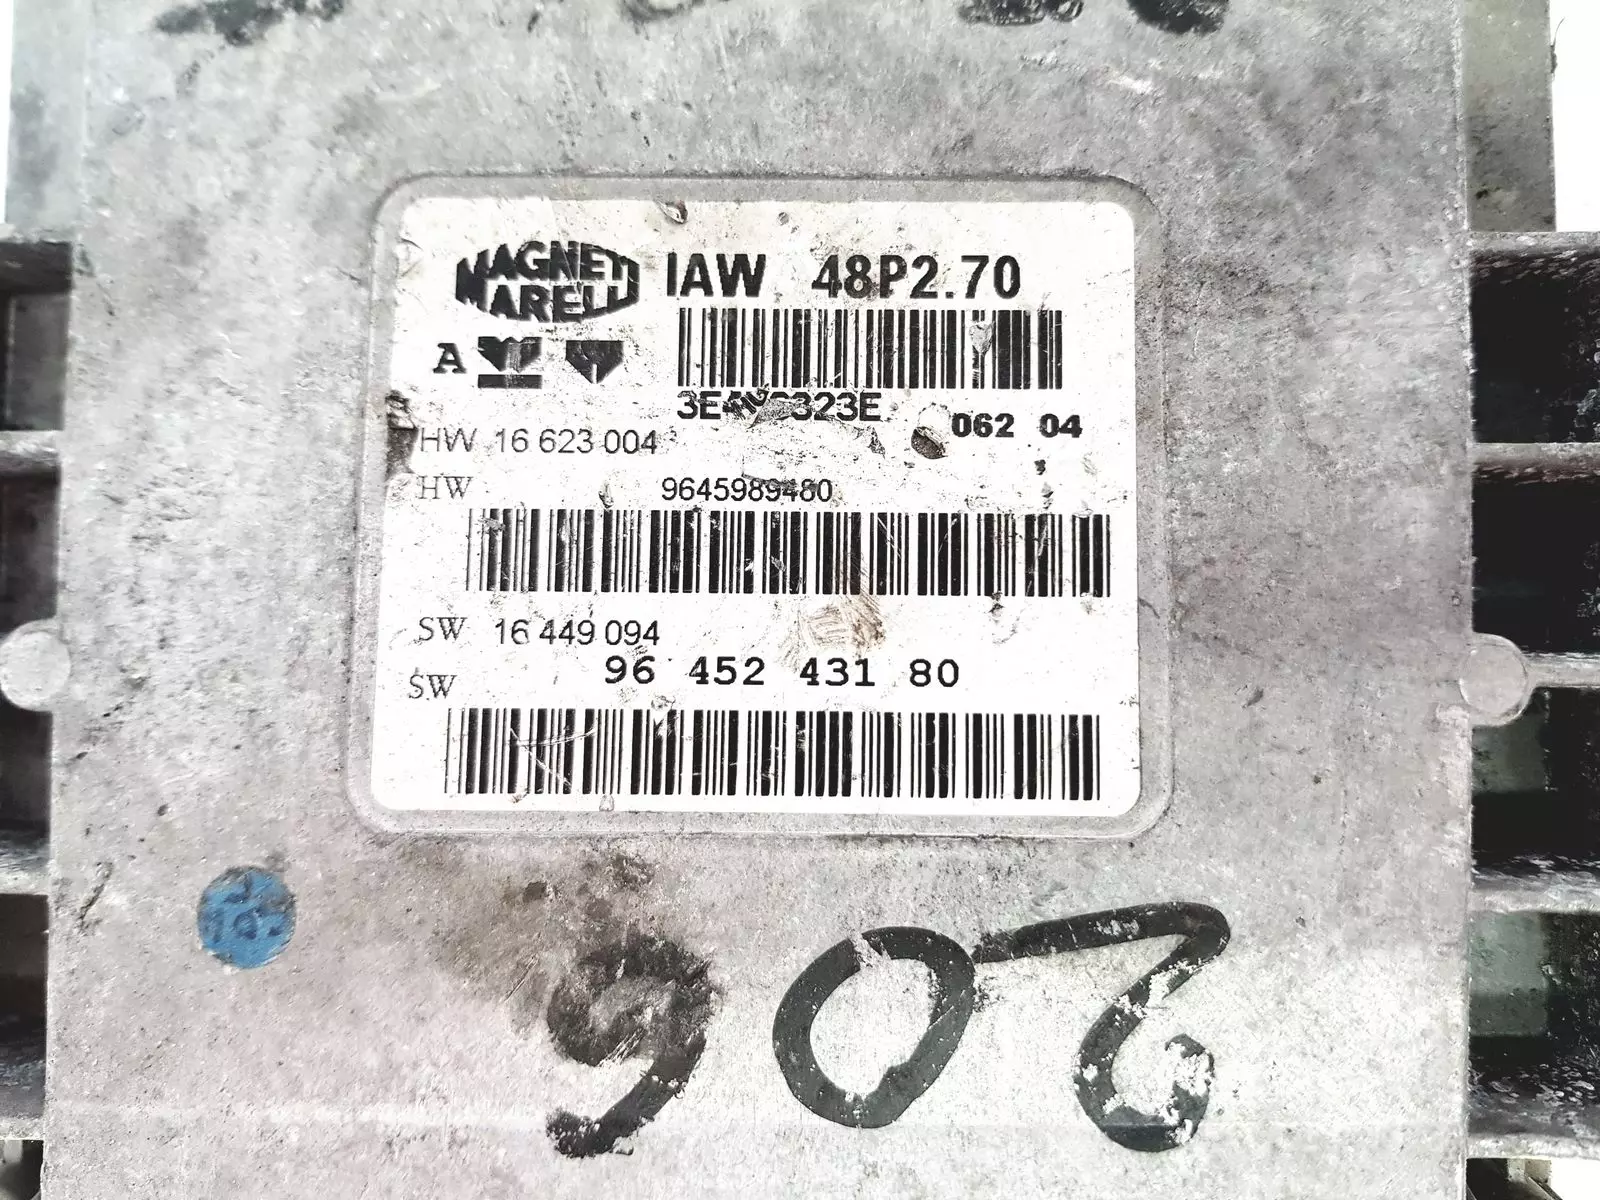 MAGNETI MARELLI
IAW 48P2.70
A
062 04
HW 16 623 004
HW 9645989480
SW 16 449 094
SW 96 452 431 80
206